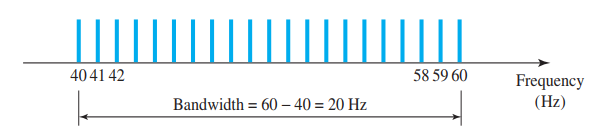 40 41 42
58 59 60
Frequency
(Hz)
Bandwidth = 60 – 40 = 20 Hz